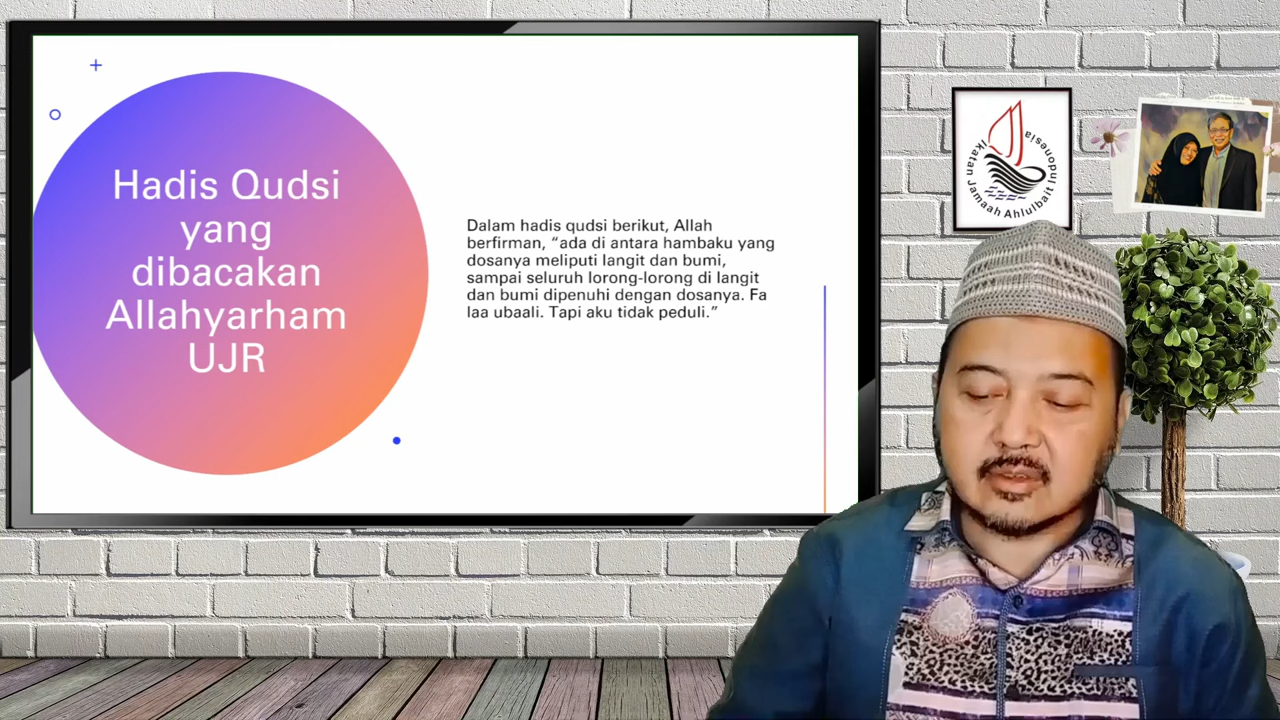 Hadis Qudsi
yang
dibacakan
Allahyarham
UJR
Dalam hadis qudsi berikut, Allah
berfirman, “ada di antara hambaku yang
dosanya meliputi langit dan bumi,
sampai seluruh lorong-lorong di langit
dan bumi dipenuhi dengan dosanya. Fa
laa ubaali. Tapi aku tidak peduli.”
Ikatan Jamaah Ahlulbait Indonesia